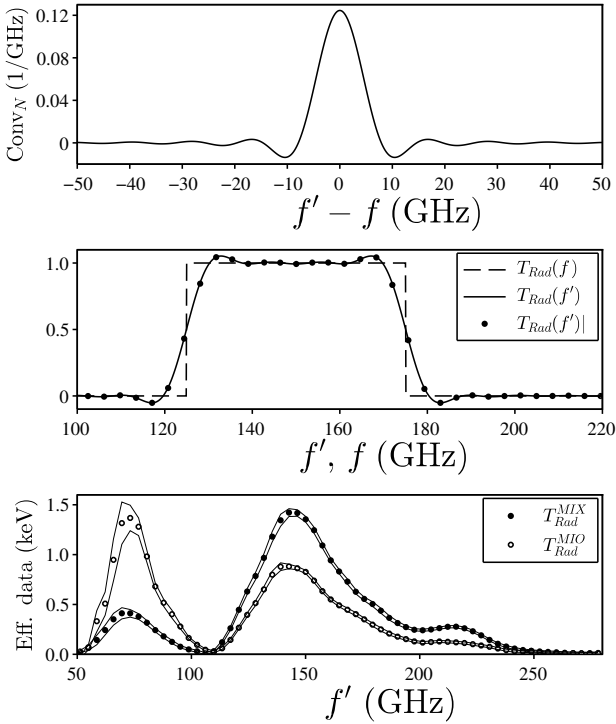 0.12
0.08
0.04
0
Conv_N (1/GHz)
−50 −40 −30 −20 −10 0 10 20 30 40 50
f′ − f (GHz)
1.0
0.5
0
T_Rad(f)
T_Rad(f′)
T_Rad(f′)|
100 120 140 160 180 200 220
f′, f (GHz)
1.5
1.0
0.5
0.0
Eff. data (keV)
T_Rad^MIX
T_Rad^MIO
50 100 150 200 250
f′ (GHz)